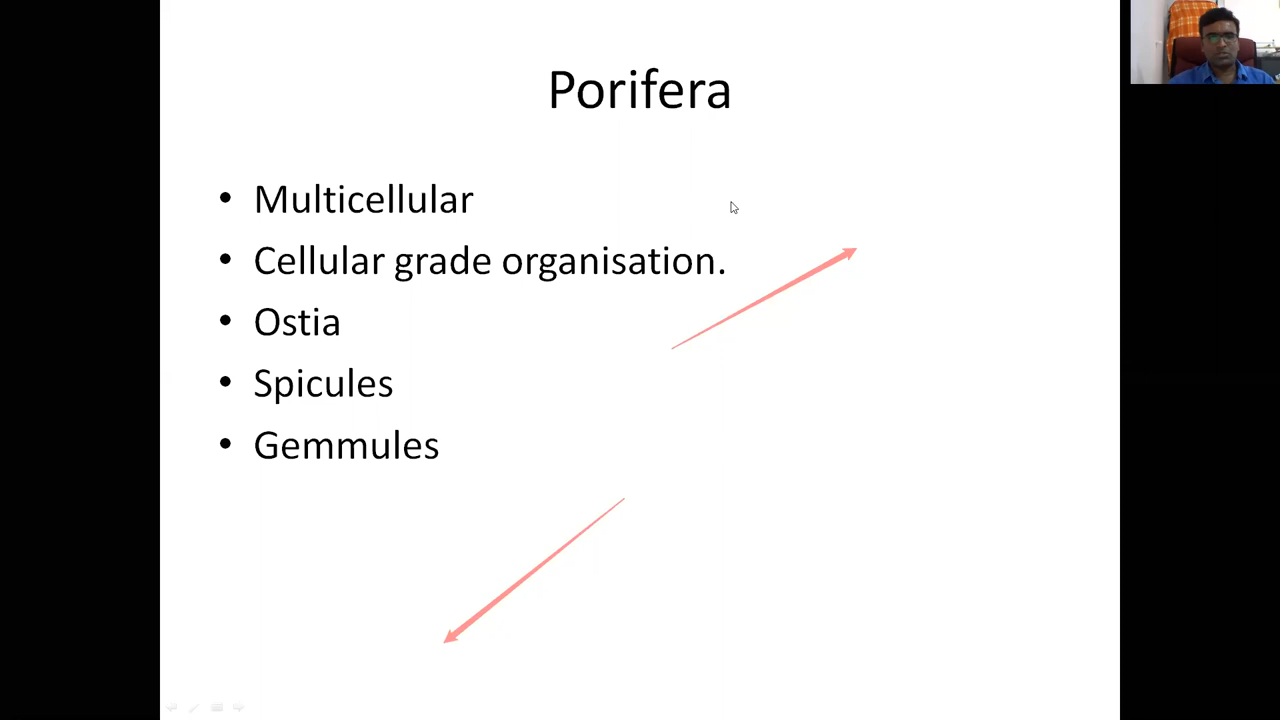 Porifera
• Multicellular
• Cellular grade organisation.
• Ostia
• Spicules
• Gemmules